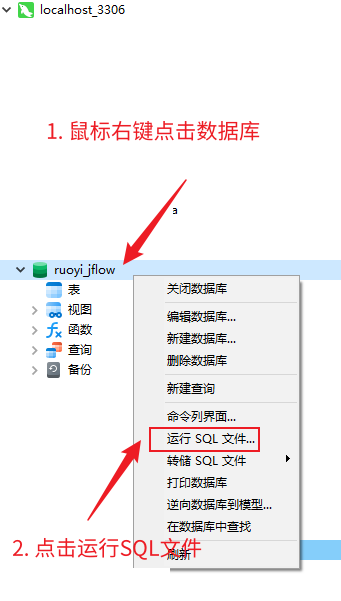 localhost_3306
1. 鼠标右键点击数据库
a
ruoyi_jflow
表
视图
函数
查询
备份
关闭数据库
编辑数据库...
新建数据库...
删除数据库
新建查询
命令列界面...
运行 SQL 文件...
转储 SQL 文件
打印数据库
逆向数据库到模型...
在数据库中查找
刷新
2. 点击运行SQL文件